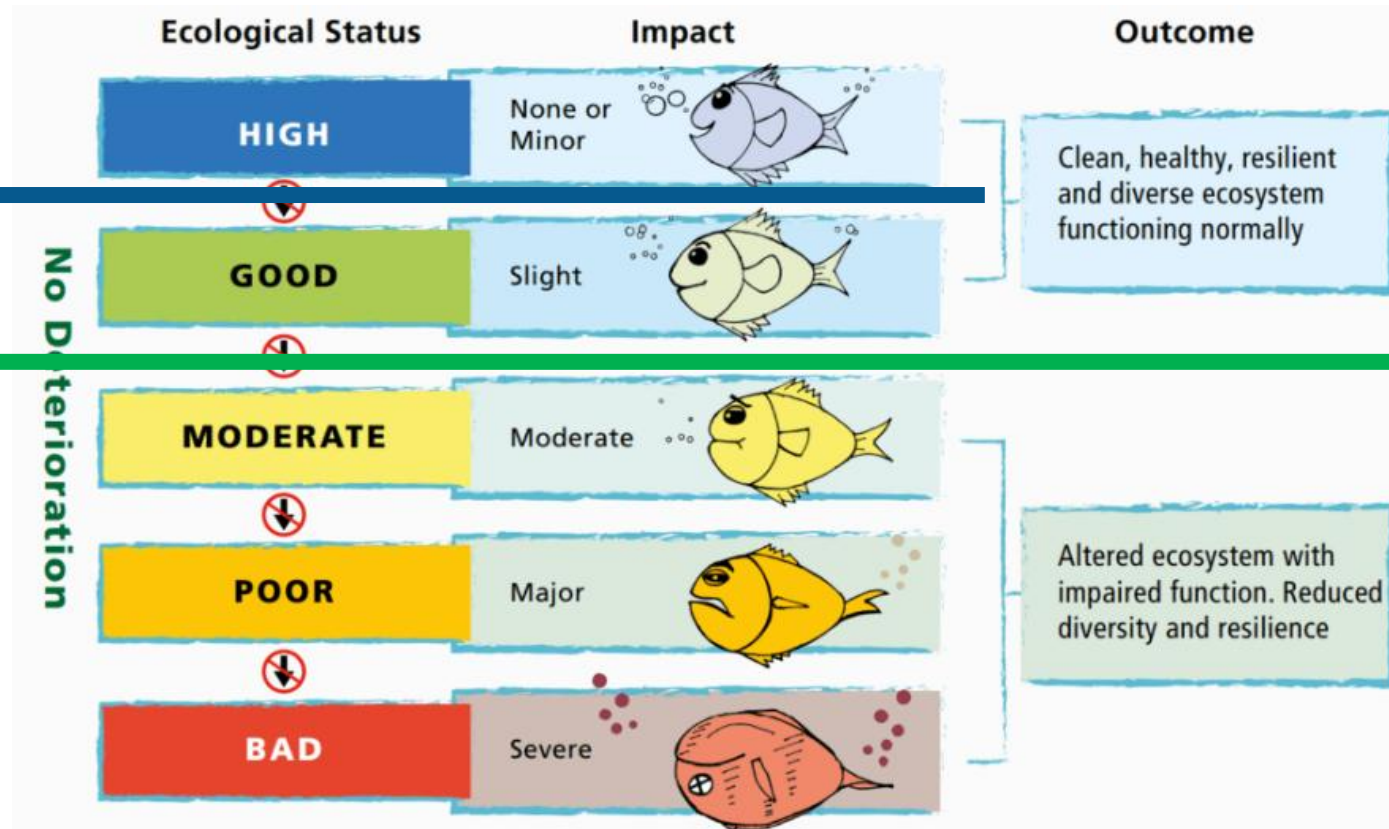 Ecological Status
Impact
Outcome
HIGH
None or
Minor
Clean, healthy, resilient
and diverse ecosystem
functioning normally
No Deterioration
GOOD
Slight
MODERATE
Moderate
POOR
Major
Altered ecosystem with
impaired function. Reduced
diversity and resilience
BAD
Severe